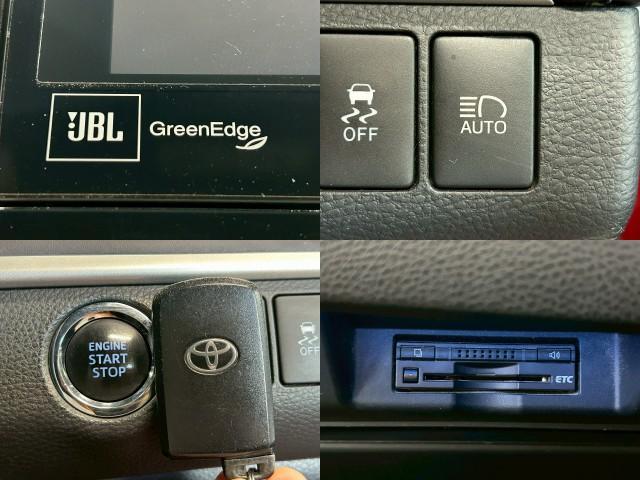 JBL GreenEdge
OFF
AUTO
ENGINE
START
STOP
OFF
ETC